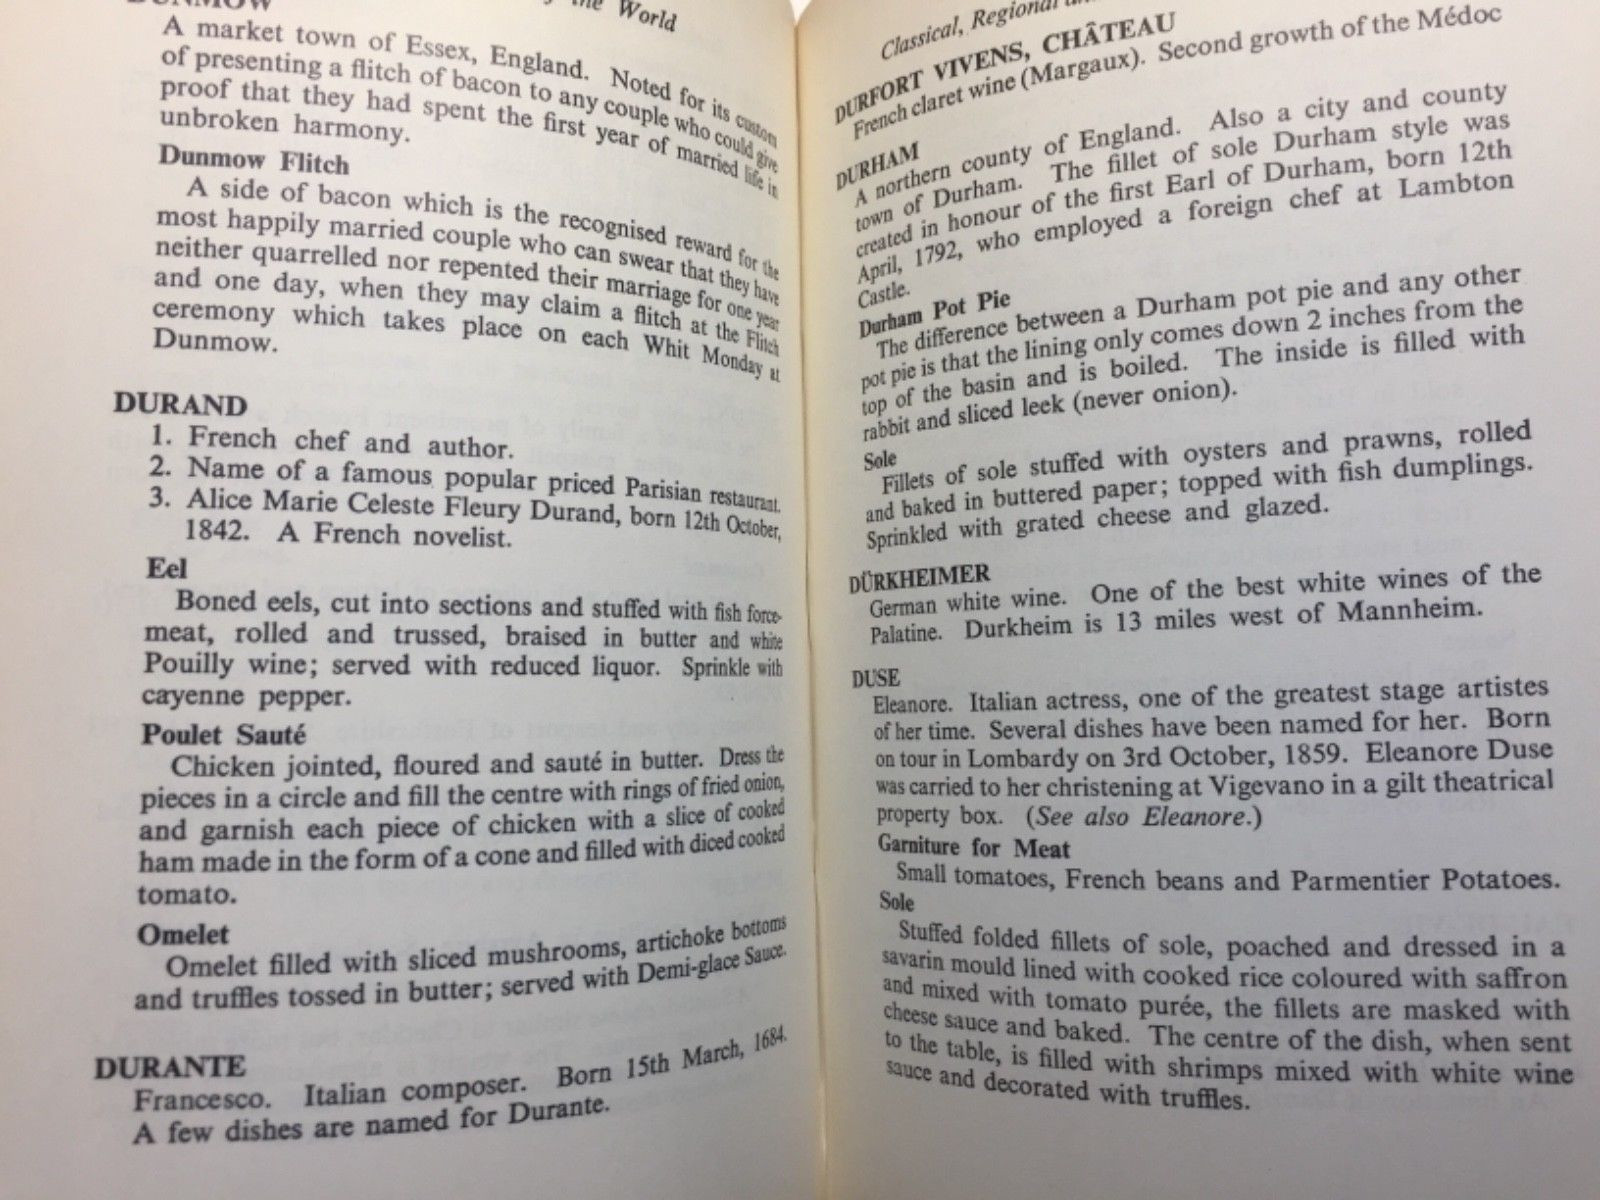 the World
DUNMOW
A market town of Essex, England. Noted for its custom
of presenting a flitch of bacon to any couple who could give
proof that they had spent the first year of married life in
unbroken harmony.
Dunmow Flitch
A side of bacon which is the recognised reward for the
most happily married couple who can swear that they have
neither quarrelled nor repented their marriage for one year
and one day, when they may claim a flitch at the Flitch
ceremony which takes place on each Whit Monday at
Dunmow.
DURAND
1. French chef and author.
2. Name of a famous popular priced Parisian restaurant.
3. Alice Marie Celeste Fleury Durand, born 12th October,
1842. A French novelist.
Eel
Boned eels, cut into sections and stuffed with fish force-
meat, rolled and trussed, braised in butter and white
Pouilly wine; served with reduced liquor. Sprinkle with
cayenne pepper.
Poulet Sauté
Chicken jointed, floured and sauté in butter. Dress the
pieces in a circle and fill the centre with rings of fried onion,
and garnish each piece of chicken with a slice of cooked
ham made in the form of a cone and filled with diced cooked
tomato.
Omelet
Omelet filled with sliced mushrooms, artichoke bottoms
and truffles tossed in butter; served with Demi-glace Sauce.
DURANTE
Francesco. Italian composer. Born 15th March, 1684.
A few dishes are named for Durante.
Classical, Regional
DURFORT VIVENS, CHÂTEAU
French claret wine (Margaux). Second growth of the Médoc
DURHAM
A northern county of England. Also a city and county
town of Durham. The fillet of sole Durham style was
created in honour of the first Earl of Durham, born 12th
April, 1792, who employed a foreign chef at Lambton
Castle.
Durham Pot Pie
The difference between a Durham pot pie and any other
pot pie is that the lining only comes down 2 inches from the
top of the basin and is boiled. The inside is filled with
rabbit and sliced leek (never onion).
Sole
Fillets of sole stuffed with oysters and prawns, rolled
and baked in buttered paper; topped with fish dumplings.
Sprinkled with grated cheese and glazed.
DÜRKHEIMER
German white wine. One of the best white wines of the
Palatine. Durkheim is 13 miles west of Mannheim.
DUSE
Eleanore. Italian actress, one of the greatest stage artistes
of her time. Several dishes have been named for her. Born
on tour in Lombardy on 3rd October, 1859. Eleanore Duse
was carried to her christening at Vigevano in a gilt theatrical
property box. (See also Eleanore.)
Garniture for Meat
Small tomatoes, French beans and Parmentier Potatoes.
Sole
Stuffed folded fillets of sole, poached and dressed in a
savarin mould lined with cooked rice coloured with saffron
and mixed with tomato purée, the fillets are masked with
cheese sauce and baked. The centre of the dish, when sent
to the table, is filled with shrimps mixed with white wine
sauce and decorated with truffles.